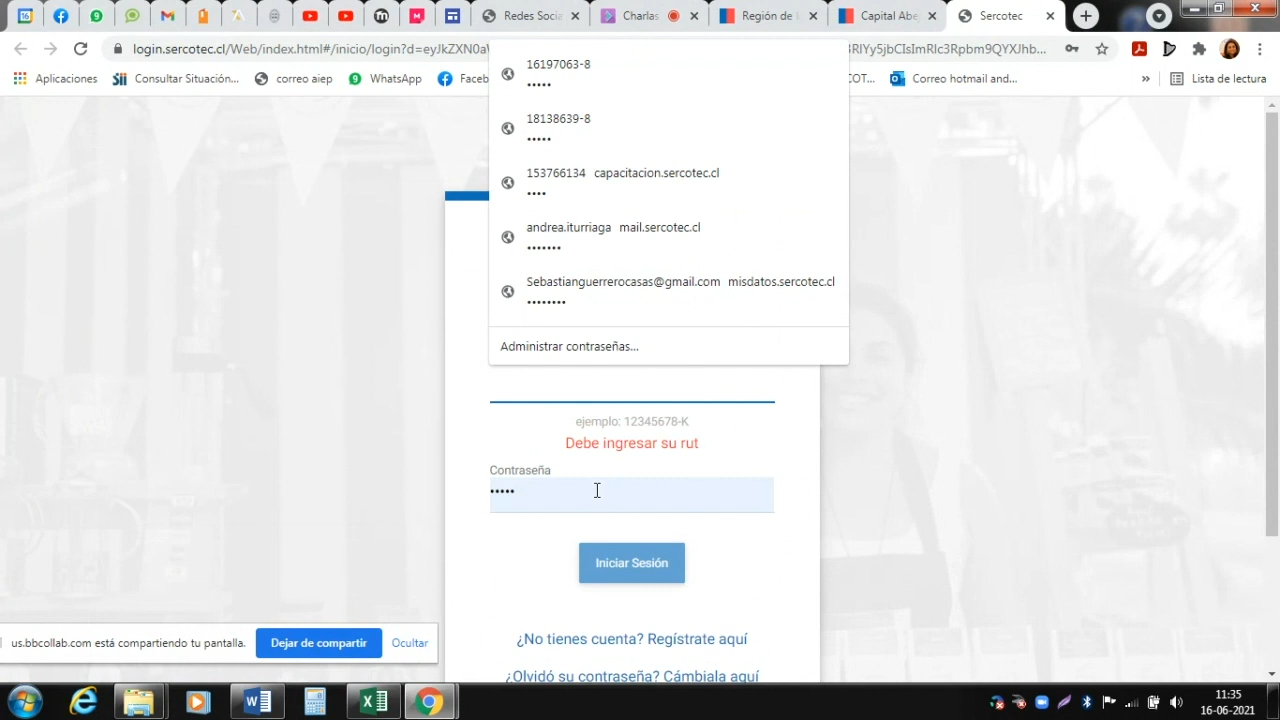 Redes Socia
Charlas
Región de
Capital Abe
Sercotec
login.sercotec.cl/Web/index.html#/inicio/login?d=
Aplicaciones
Consultar Situación...
correo aiep
WhatsApp
Faceb
Correo hotmail and...
»
Lista de lectura
16197063-8
•••••
18138639-8
•••••
153766134 capacitacion.sercotec.cl
••••
andrea.iturriaga mail.sercotec.cl
•••••••
Sebastianguerrerocasas@gmail.com misdatos.sercotec.cl
••••••••
Administrar contraseñas...
ejemplo: 12345678-K
Debe ingresar su rut
Contraseña
•••••
Iniciar Sesión
¿No tienes cuenta? Regístrate aquí
¿Olvidó su contraseña? Cámbiala aquí
us.bbcollab.com está compartiendo tu pantalla.
Dejar de compartir
Ocultar
11:35
16-06-2021